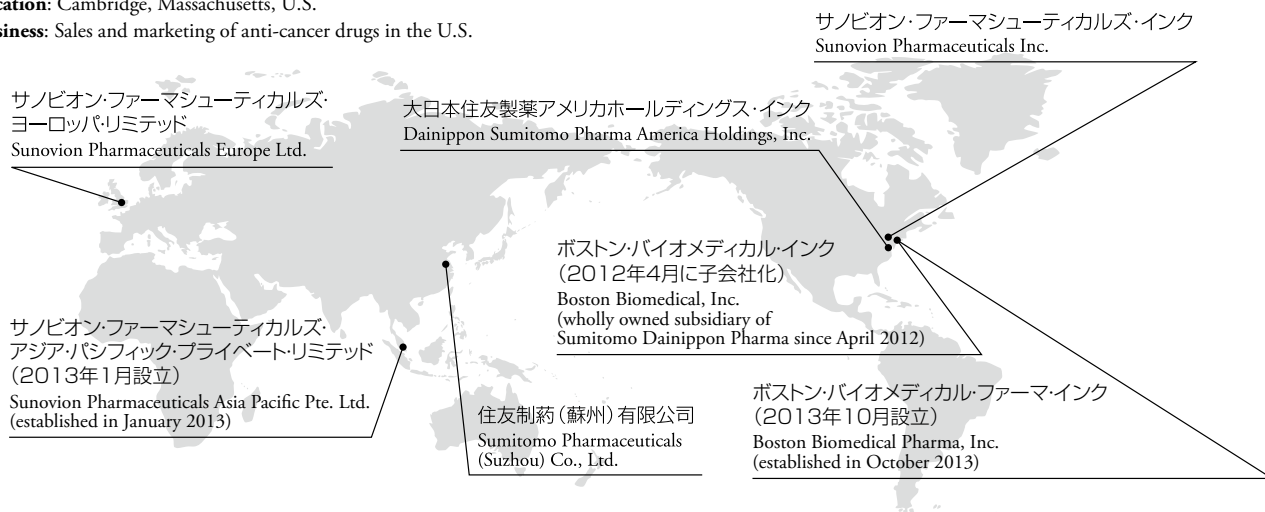 cation: Cambridge, Massachusetts, U.S.
siness: Sales and marketing of anti-cancer drugs in the U.S.
サノビオン・ファーマシューティカルズ・インク
Sunovion Pharmaceuticals Inc.
サノビオン・ファーマシューティカルズ・
ヨーロッパ・リミテッド
Sunovion Pharmaceuticals Europe Ltd.
大日本住友製薬アメリカホールディングス・インク
Dainippon Sumitomo Pharma America Holdings, Inc.
ボストン・バイオメディカル・インク
（2012年4月に子会社化）
Boston Biomedical, Inc.
(wholly owned subsidiary of
Sumitomo Dainippon Pharma since April 2012)
サノビオン・ファーマシューティカルズ・
アジア・パシフィック・プライベート・リミテッド
（2013年1月設立）
Sunovion Pharmaceuticals Asia Pacific Pte. Ltd.
(established in January 2013)
住友制葯（蘇州）有限公司
Sumitomo Pharmaceuticals
(Suzhou) Co., Ltd.
ボストン・バイオメディカル・ファーマ・インク
（2013年10月設立）
Boston Biomedical Pharma, Inc.
(established in October 2013)